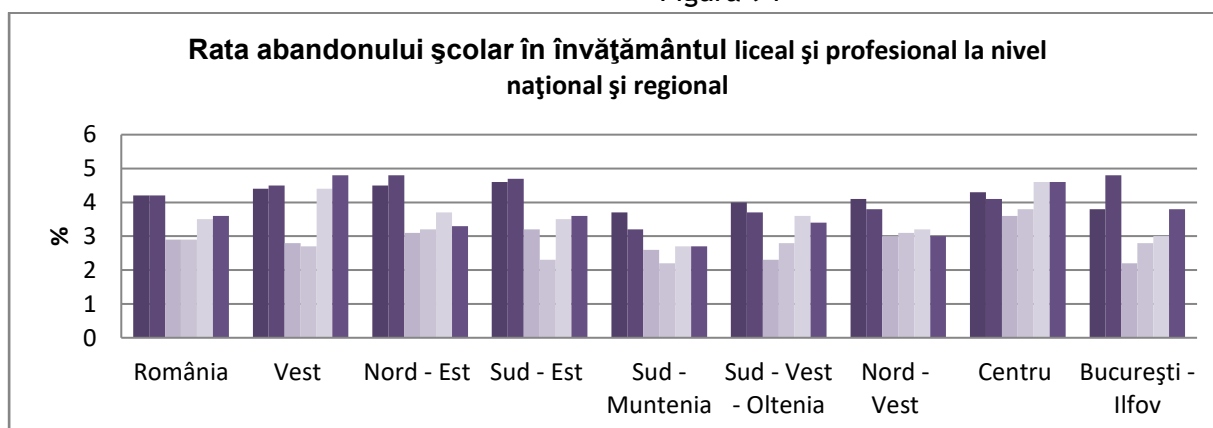 Rata abandonului şcolar în învăţământul liceal şi profesional la nivel
naţional şi regional
%
6
5
4
3
2
1
0
România
Vest
Nord - Est
Sud - Est
Sud -
Muntenia
Sud - Vest
- Oltenia
Nord -
Vest
Centru
Bucureşti -
Ilfov